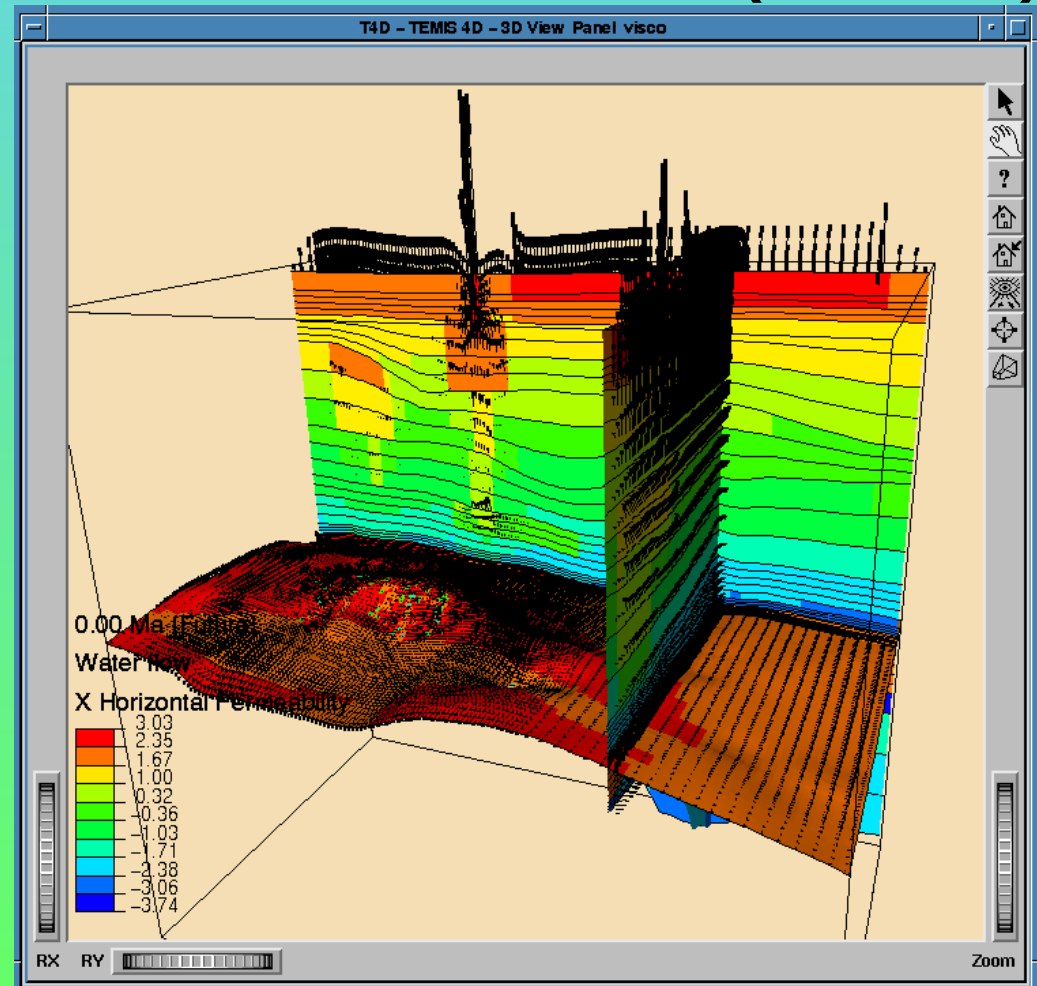 T4D - TEMIS 4D - 3D View Panel visco
?
0.00 Ma (Future)
Water flow
X Horizontal Permeability
3.03
2.35
1.67
1.00
0.32
-0.36
-1.03
-1.71
-2.38
-3.06
-3.74
RX RY
Zoom